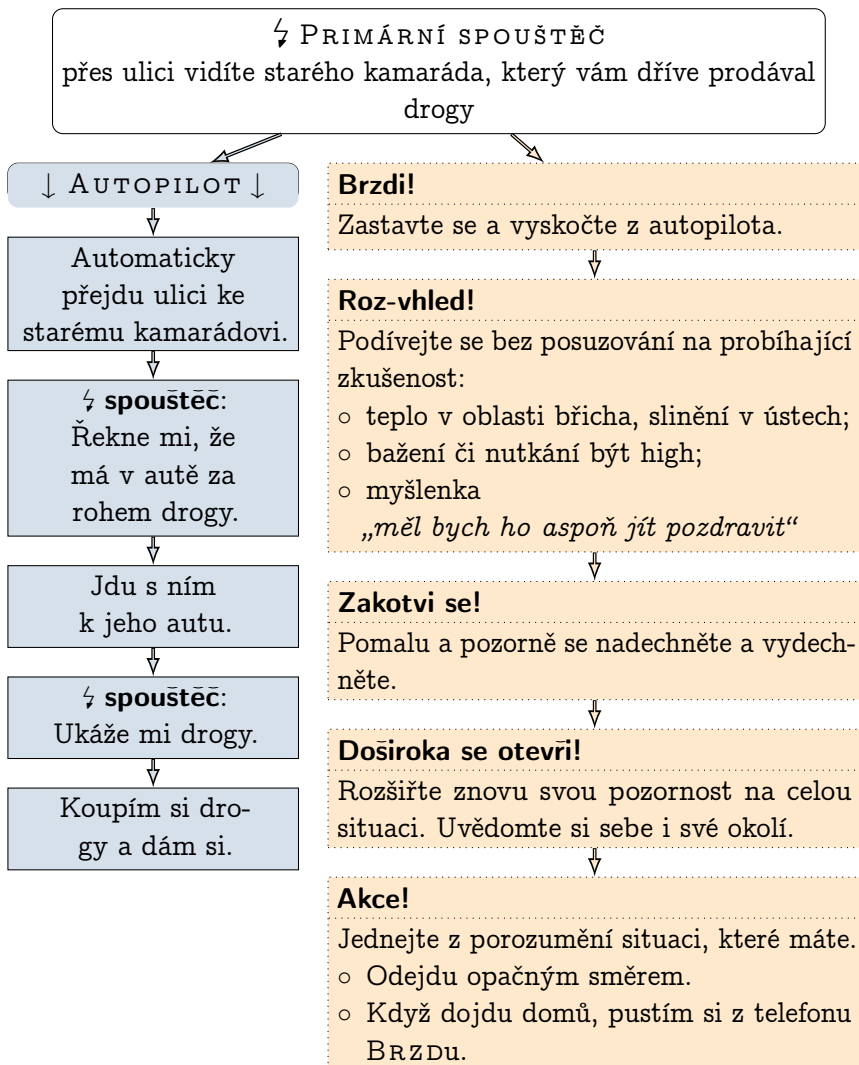 Primární spouštěč
přes ulici vidíte starého kamaráda, který vám dříve prodával
drogy
↓ Autopilot ↓
Automaticky
přejdu ulici ke
starému kamarádovi.
spouštěč:
Řekne mi, že
má v autě za
rohem drogy.
Jdu s ním
k jeho autu.
spouštěč:
Ukáže mi drogy.
Koupím si dro-
gy a dám si.
Brzdi!
Zastavte se a vyskočte z autopilota.
Roz-vhled!
Podívejte se bez posuzování na probíhající
zkušenost:
○ teplo v oblasti břicha, slinění v ústech;
○ bažení či nutkání být high;
○ myšlenka
„měl bych ho aspoň jít pozdravit“
Zakotvi se!
Pomalu a pozorně se nadechněte a vydech-
něte.
Doširoka se otevři!
Rozšiřte znovu svou pozornost na celou
situaci. Uvědomte si sebe i své okolí.
Akce!
Jednejte z porozumění situaci, které máte.
○ Odejdu opačným směrem.
○ Když dojdu domů, pustím si z telefonu
BRZDu.